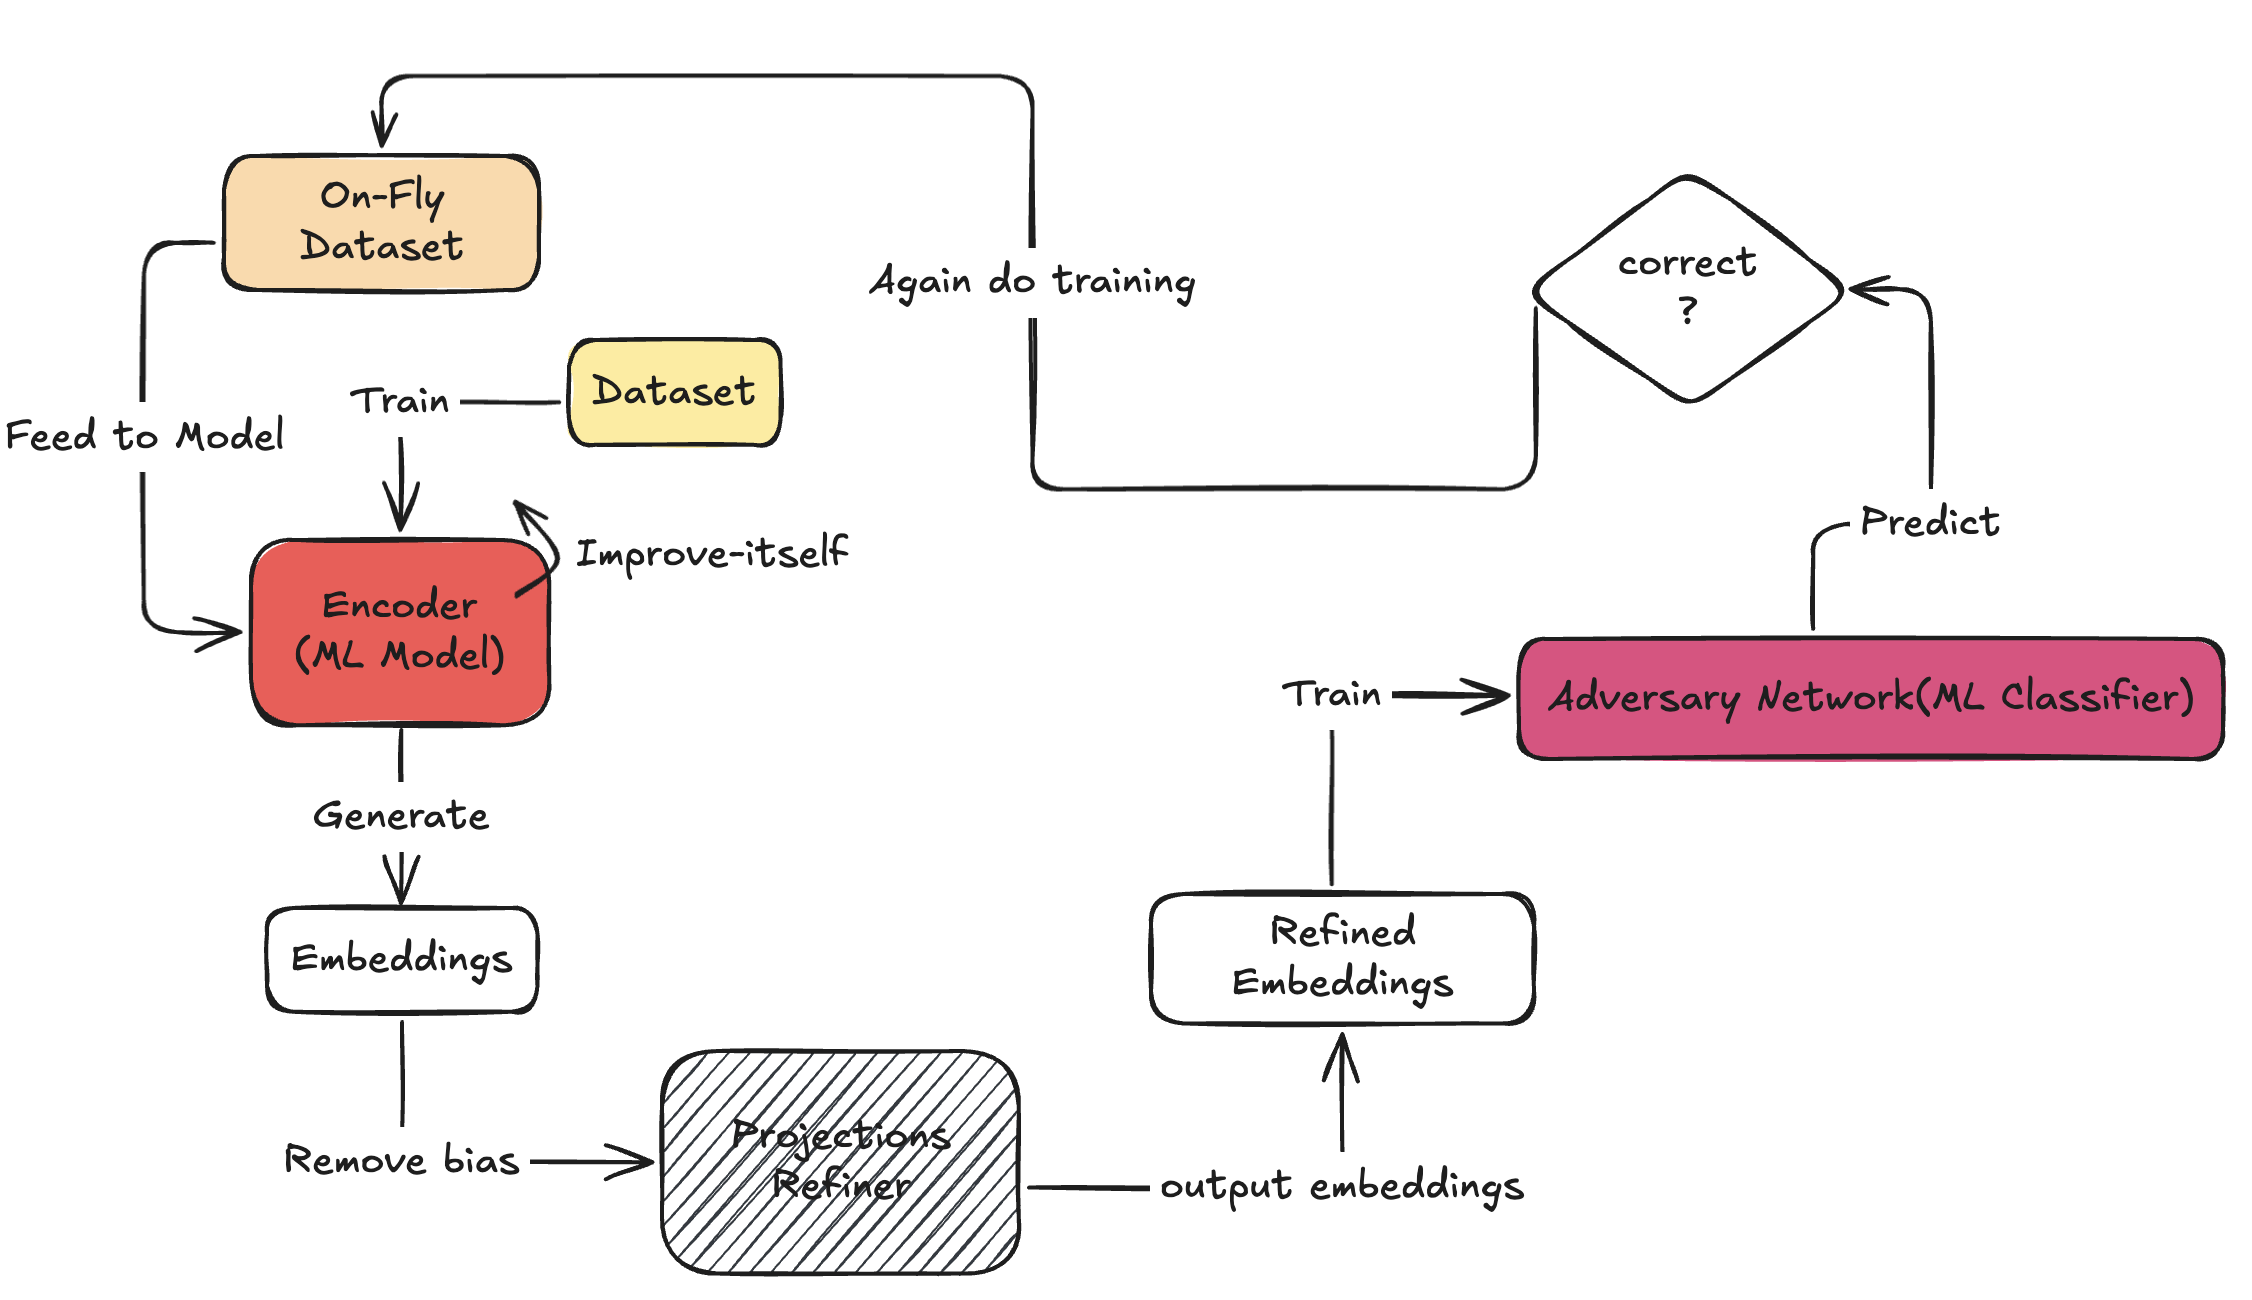 On-Fly
Dataset
Again do training
correct
?
Train
Dataset
Feed to Model
Predict
Improve-itself
Encoder
(ML Model)
Train
Adversary Network(ML Classifier)
Generate
Embeddings
Refined
Embeddings
Remove bias
Projections
Refiner
output embeddings